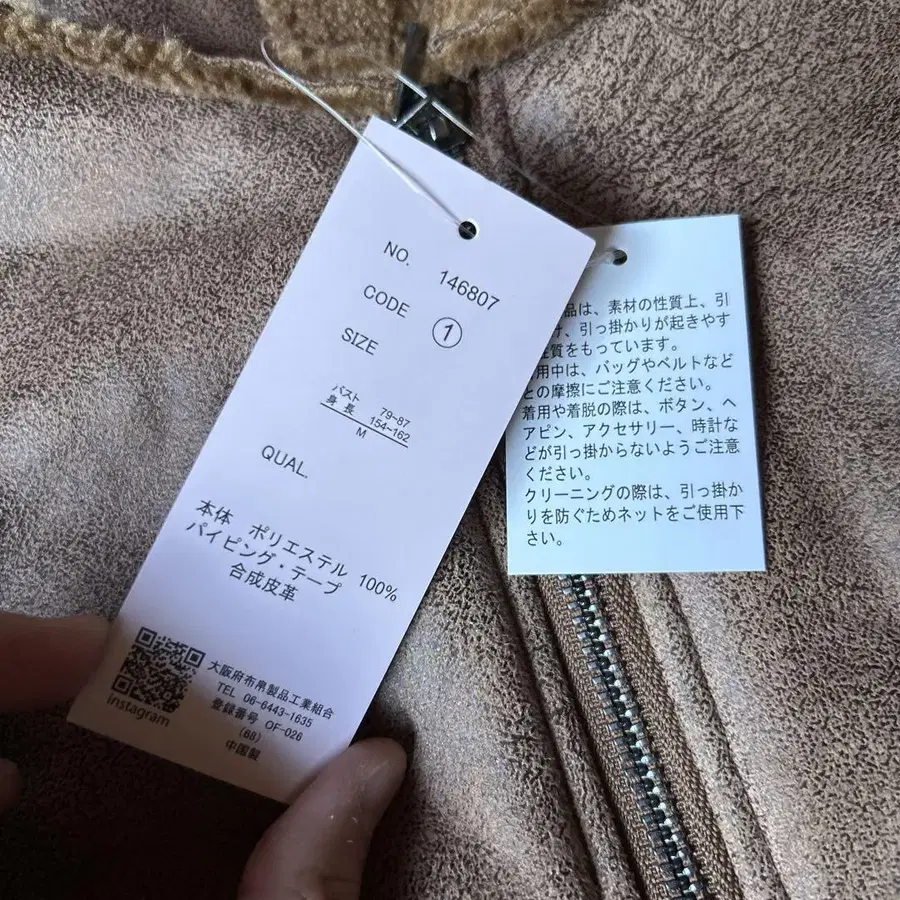 NO. 146807
CODE ①
SIZE
バスト 79-87
身長 154-162
M
QUAL.
本体 ポリエステル 100%
パイピング・テープ
合成皮革
instagram
大阪府布帛製品工業組合
TEL 06-6443-1635
登録番号 OF-026
(68)
中国製
品は、素材の性質上、引
け、引っ掛かりが起きやす
性質をもっています。
用中は、バッグやベルトなど
との摩擦にご注意ください。
着用や着脱の際は、ボタン、ヘ
アピン、アクセサリー、時計な
どが引っ掛からないようご注意
ください。
クリーニングの際は、引っ掛か
りを防ぐためネットをご使用下
さい。